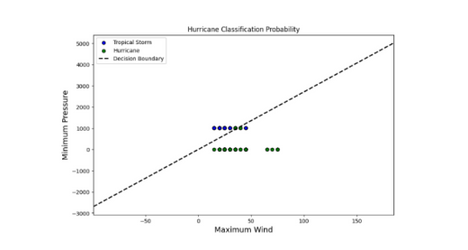 Hurricane Classification Probability
Tropical Storm
Hurricane
Decision Boundary
5000
4000
3000
2000
1000
0
−1000
−2000
−3000
Minimum Pressure
−50
0
50
100
150
Maximum Wind